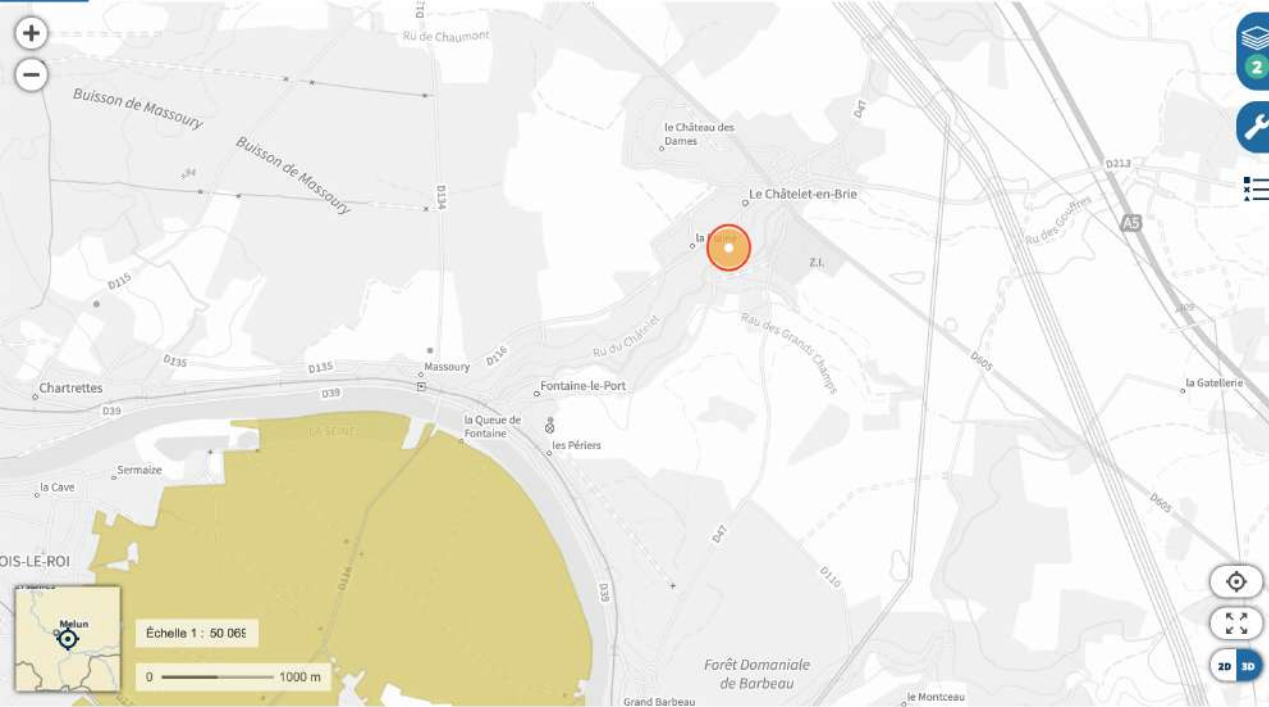 +
−
Ru de Chaumont
2
Buisson de Massoury
Buisson de Massoury
le Château des
Dames
D47
D213
D134
Le Châtelet-en-Brie
Ru des Gouffres
A5
Z.I.
D115
Rau des Grands Champs
Ru du Châtelet
D116
D135
D135
Massoury
D605
Chartrettes
D39
D39
Fontaine-le-Port
la Gatellerie
LA SEINE
la Queue de
Fontaine
les Périers
Sermaize
la Cave
D605
D47
OIS-LE-ROI
D110
D39
D116
Melun
Échelle 1 : 50 069
0
1000 m
Forêt Domaniale
de Barbeau
2D
3D
Grand Barbeau
le Montceau